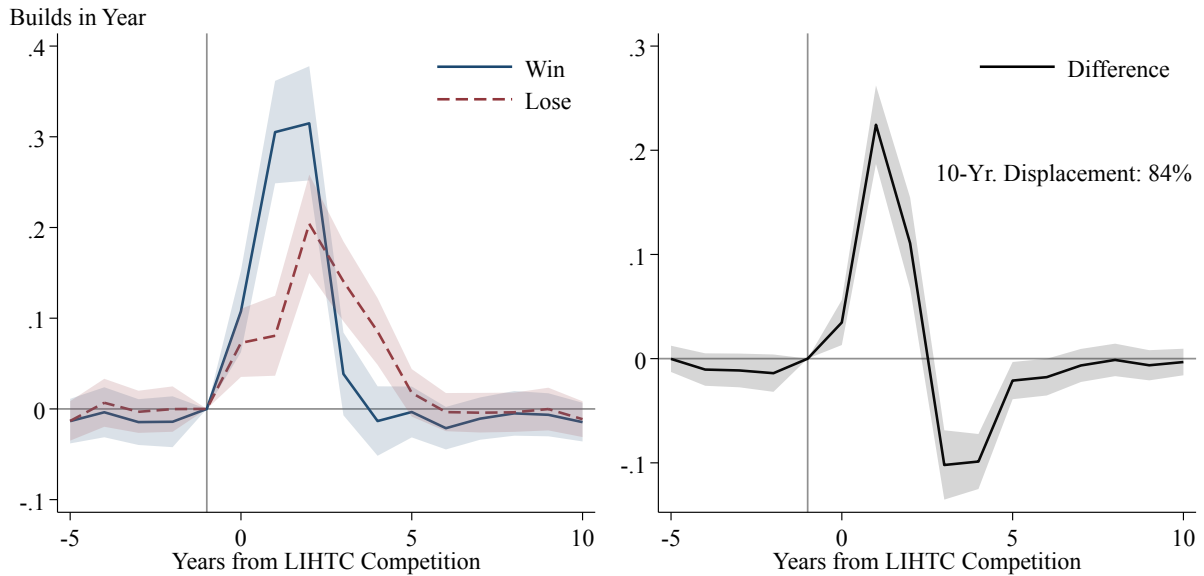 Builds in Year
.4
.3
.2
.1
0
-.1
-5
0
5
10
Years from LIHTC Competition
Win
Lose
.3
.2
.1
0
-.1
-5
0
5
10
Years from LIHTC Competition
Difference
10-Yr. Displacement: 84%